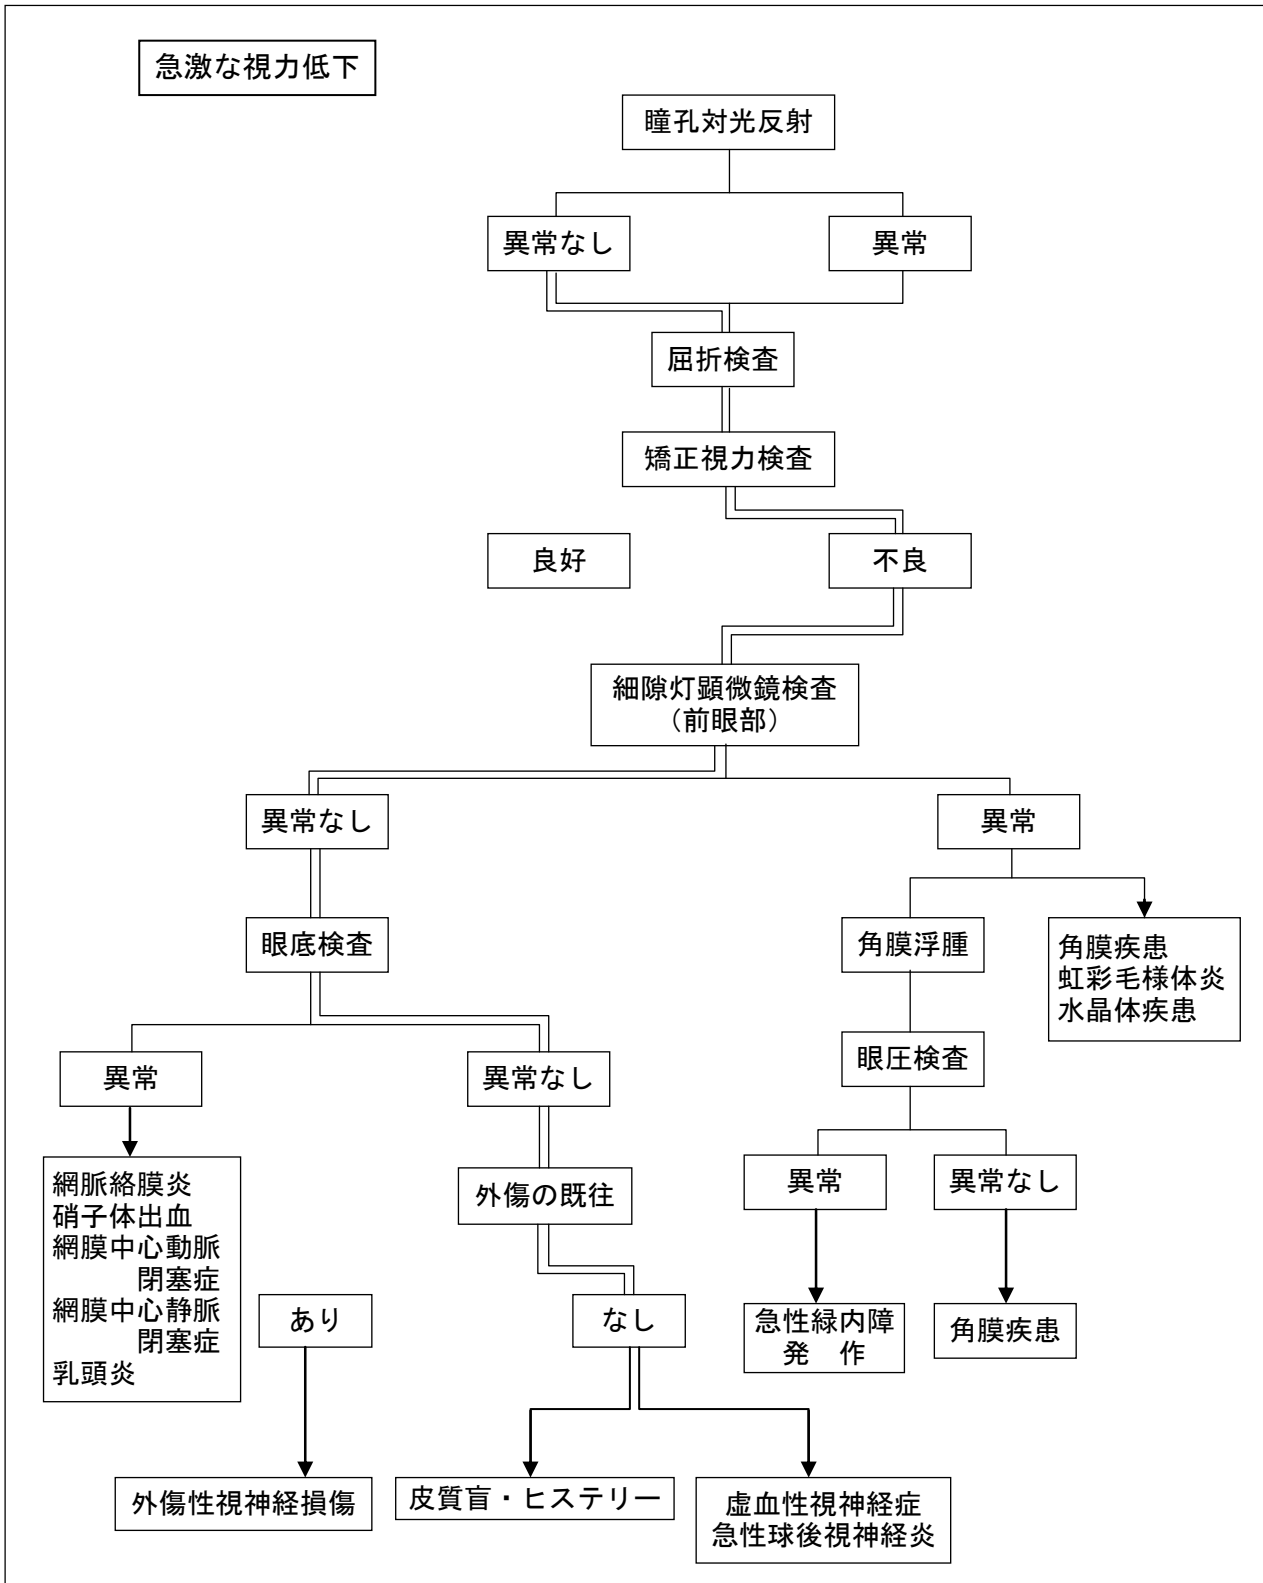 急激な視力低下
瞳孔対光反射
異常なし
異常
屈折検査
矯正視力検査
良好
不良
細隙灯顕微鏡検査
（前眼部）
異常なし
異常
眼底検査
角膜浮腫
角膜疾患
虹彩毛様体炎
水晶体疾患
眼圧検査
異常
異常なし
網脈絡膜炎
硝子体出血
網膜中心動脈
閉塞症
網膜中心静脈
閉塞症
乳頭炎
外傷の既往
異常
異常なし
あり
なし
急性緑内障
発　作
角膜疾患
外傷性視神経損傷
皮質盲・ヒステリー
虚血性視神経症
急性球後視神経炎